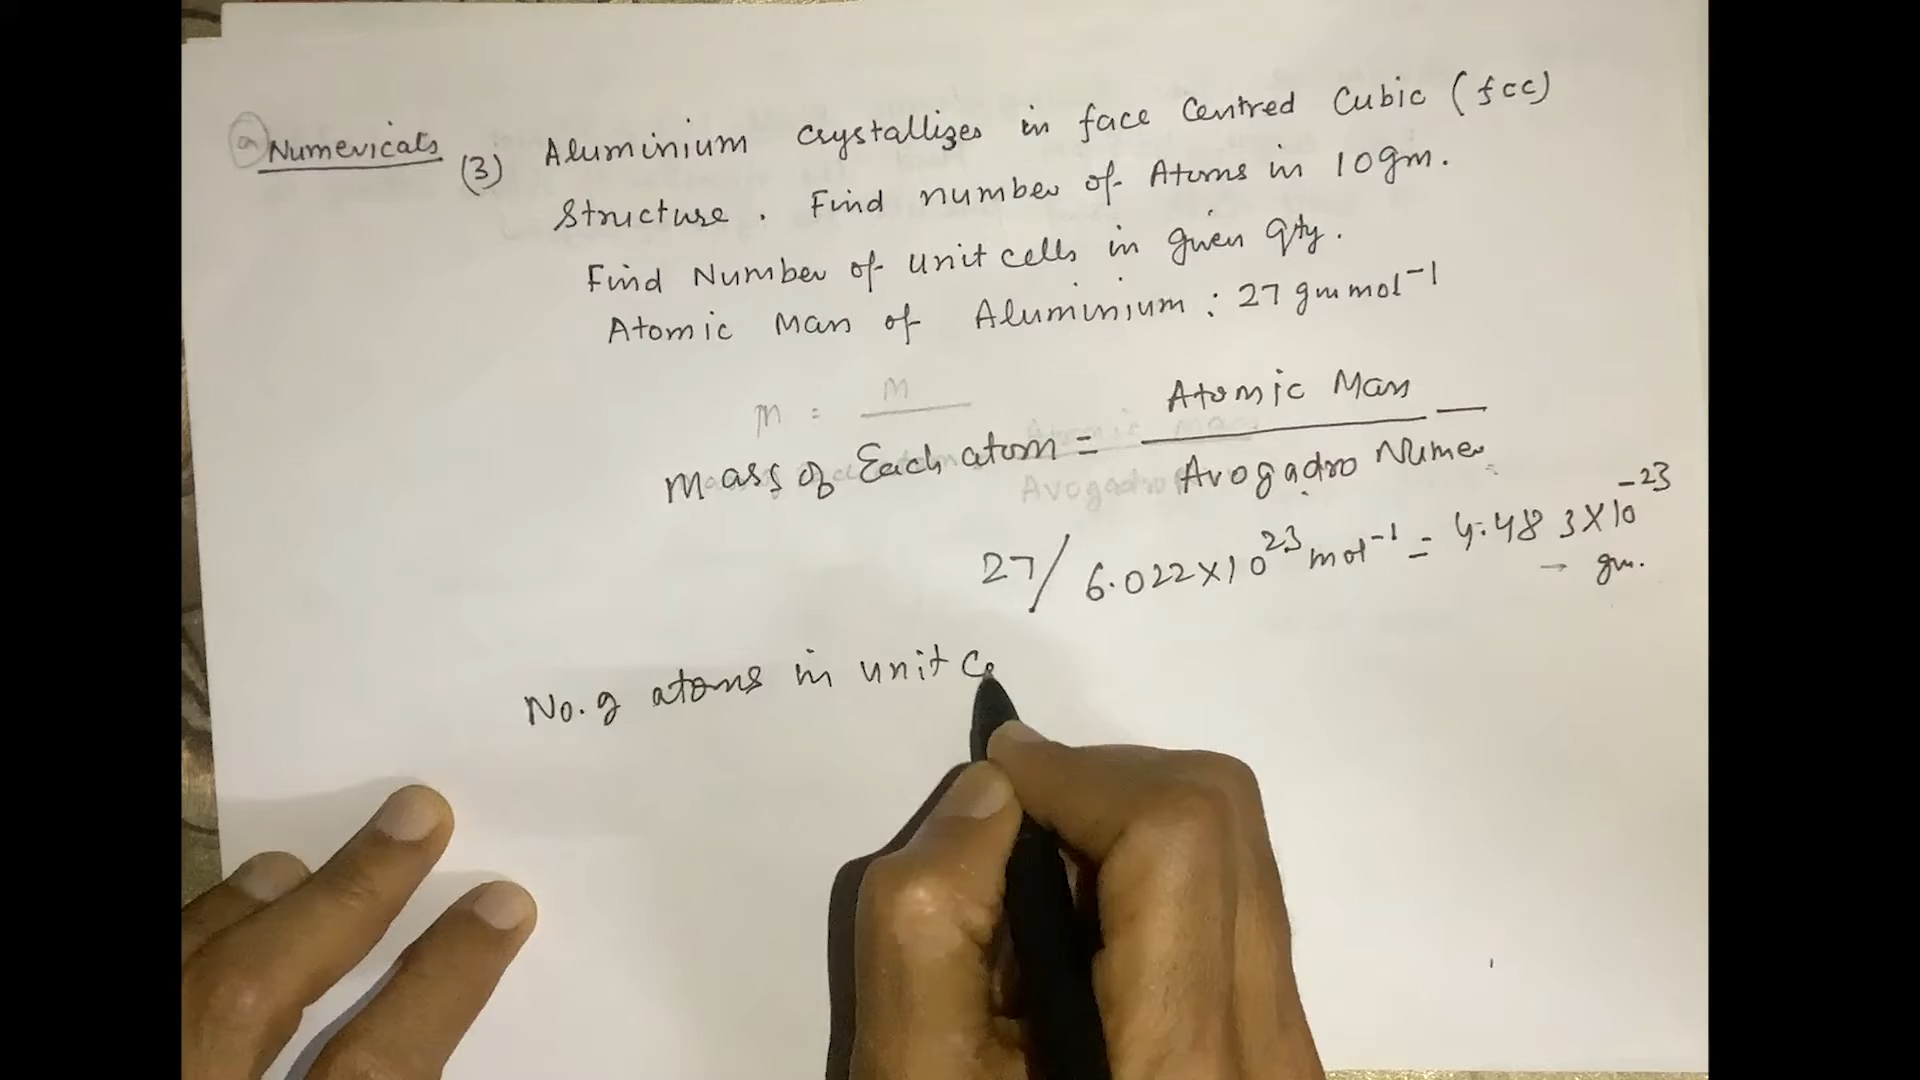 Numericals (3) Aluminium crystallizes in face Centred Cubic (fcc)
Structure. Find number of Atoms in 10gm.
Find Number of unit cells in given qty.
Atomic Mass of Aluminium : 27 gm mol⁻¹
m = M
Atomic Mass
Mass of Each atom =
Avogadro Nume
27/ 6.022×10²³ mol⁻¹ = 4.483×10⁻²³
→ gm.
No. of atoms in unit Ce